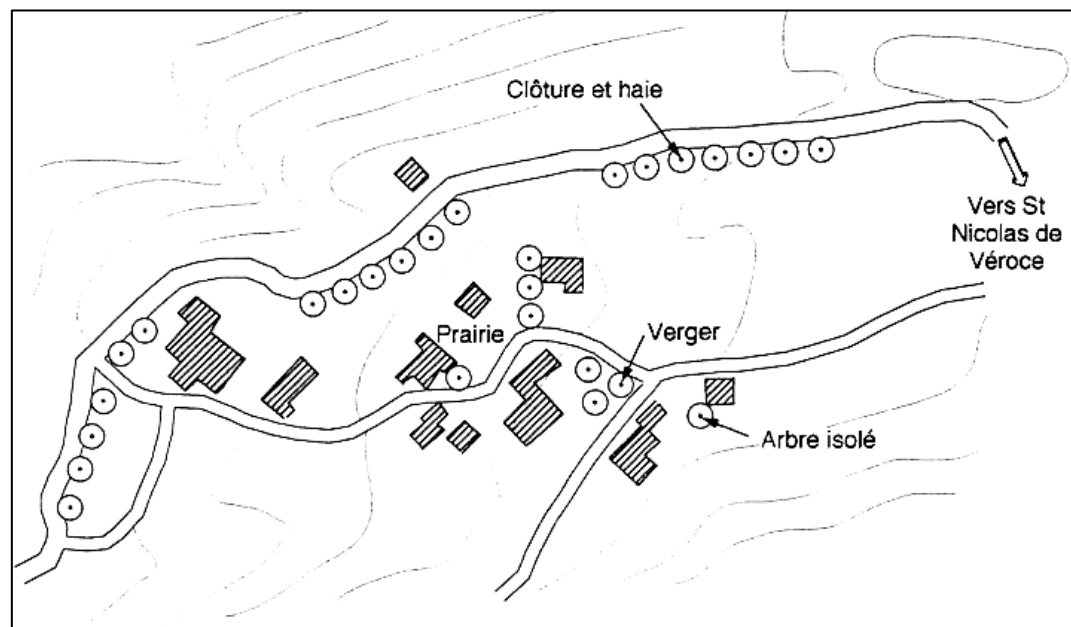 Clôture et haie
Vers St
Nicolas de
Véroce
Prairie
Verger
Arbre isolé